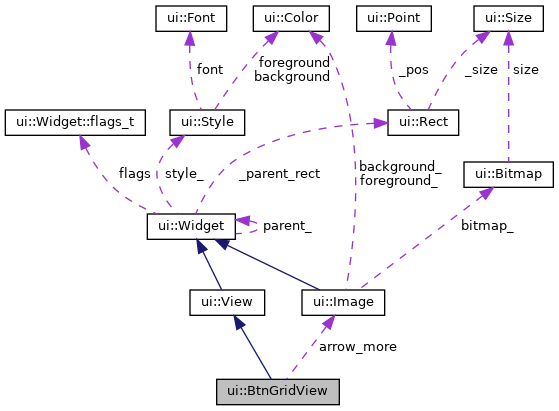 ui::Font
ui::Color
ui::Point
ui::Size
font
foreground
background
_pos
_size
size
ui::Widget::flags_t
ui::Style
ui::Rect
flags
style_
_parent_rect
background_
foreground_
ui::Bitmap
ui::Widget
parent_
bitmap_
ui::View
ui::Image
arrow_more
ui::BtnGridView